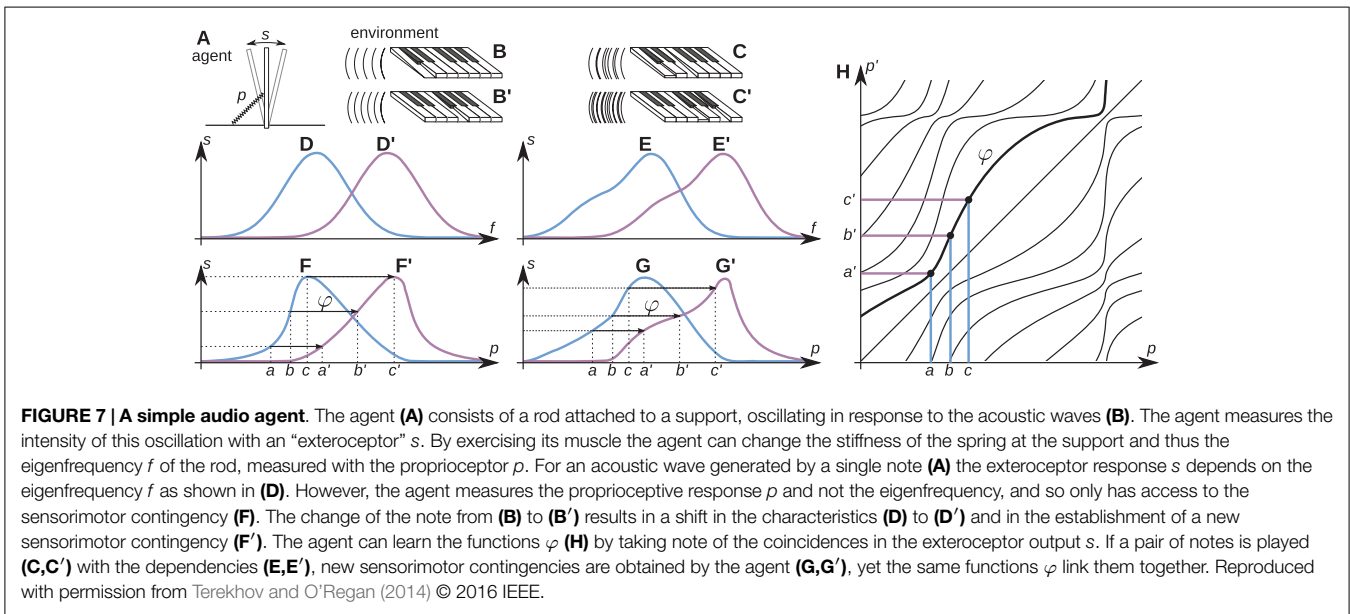 A
agent
s
p
environment
B
B'
C
C'
s
D
D'
f
s
E
E'
f
s
F
F'
φ
p
a b c a' b' c'
s
G
G'
φ
p
a b c a' b' c'
H
p'
φ
c'
b'
a'
a b c
p
FIGURE 7 | A simple audio agent. The agent (A) consists of a rod attached to a support, oscillating in response to the acoustic waves (B). The agent measures the
intensity of this oscillation with an “exteroceptor” s. By exercising its muscle the agent can change the stiffness of the spring at the support and thus the
eigenfrequency f of the rod, measured with the proprioceptor p. For an acoustic wave generated by a single note (A) the exteroceptor response s depends on the
eigenfrequency f as shown in (D). However, the agent measures the proprioceptive response p and not the eigenfrequency, and so only has access to the
sensorimotor contingency (F). The change of the note from (B) to (B′) results in a shift in the characteristics (D) to (D′) and in the establishment of a new
sensorimotor contingency (F′). The agent can learn the functions φ (H) by taking note of the coincidences in the exteroceptor output s. If a pair of notes is played
(C,C′) with the dependencies (E,E′), new sensorimotor contingencies are obtained by the agent (G,G′), yet the same functions φ link them together. Reproduced
with permission from Terekhov and O’Regan (2014) © 2016 IEEE.